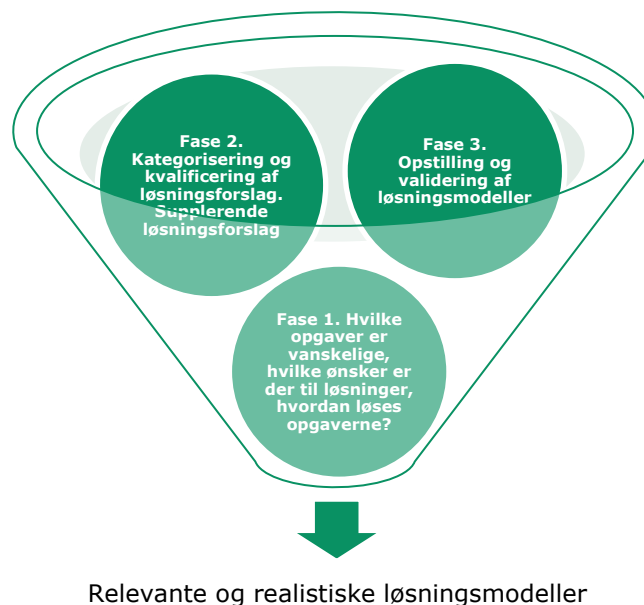 Fase 2.
Kategorisering og
kvalificering af
løsningsforslag.
Supplerende
løsningsforslag
Fase 3.
Opstilling og
validering af
løsningsmodeller
Fase 1. Hvilke
opgaver er
vanskelige,
hvilke ønsker er
der til løsninger,
hvordan løses
opgaverne?
Relevante og realistiske løsningsmodeller